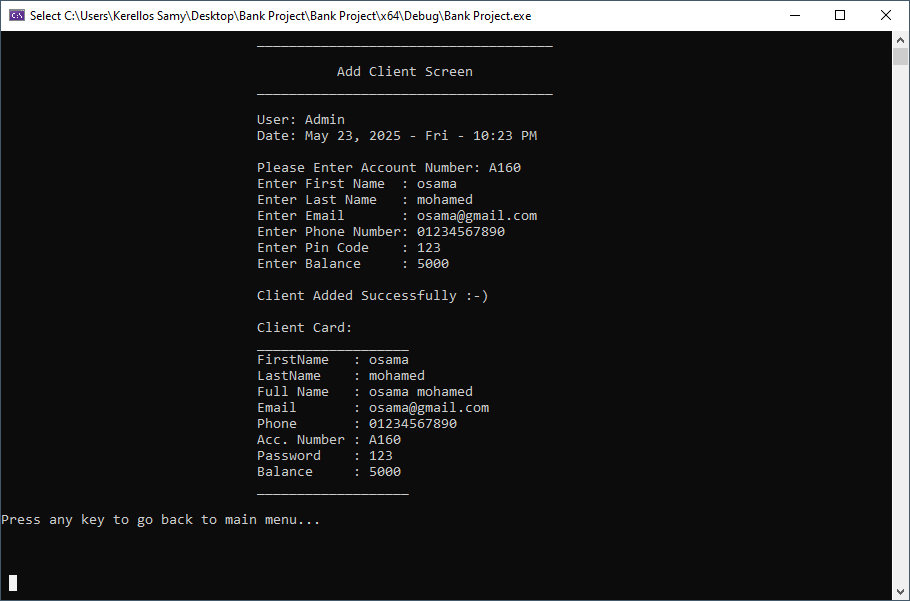 Select C:\Users\Kerellos Samy\Desktop\Bank Project\Bank Project\x64\Debug\Bank Project.exe
_____________________________________
Add Client Screen
_____________________________________
User: Admin
Date: May 23, 2025 - Fri - 10:23 PM
Please Enter Account Number: A160
Enter First Name  : osama
Enter Last Name   : mohamed
Enter Email       : osama@gmail.com
Enter Phone Number: 01234567890
Enter Pin Code    : 123
Enter Balance     : 5000
Client Added Successfully :-)
Client Card:
___________________
FirstName   : osama
LastName    : mohamed
Full Name   : osama mohamed
Email       : osama@gmail.com
Phone       : 01234567890
Acc. Number : A160
Password    : 123
Balance     : 5000
___________________
Press any key to go back to main menu...